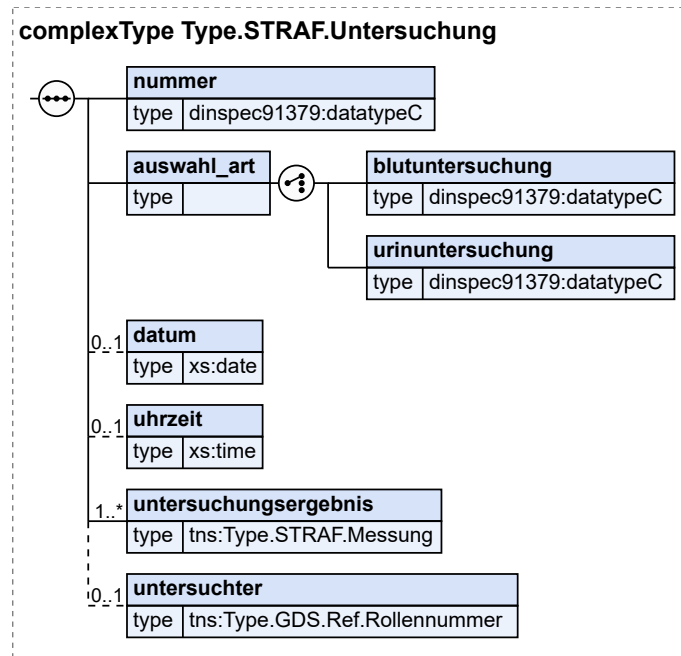 complexType Type.STRAF.Untersuchung
nummer
type dinspec91379:datatypeC
auswahl_art
type
blutuntersuchung
type dinspec91379:datatypeC
urinuntersuchung
type dinspec91379:datatypeC
0..1
datum
type xs:date
0..1
uhrzeit
type xs:time
1..*
untersuchungsergebnis
type tns:Type.STRAF.Messung
0..1
untersuchter
type tns:Type.GDS.Ref.Rollennummer